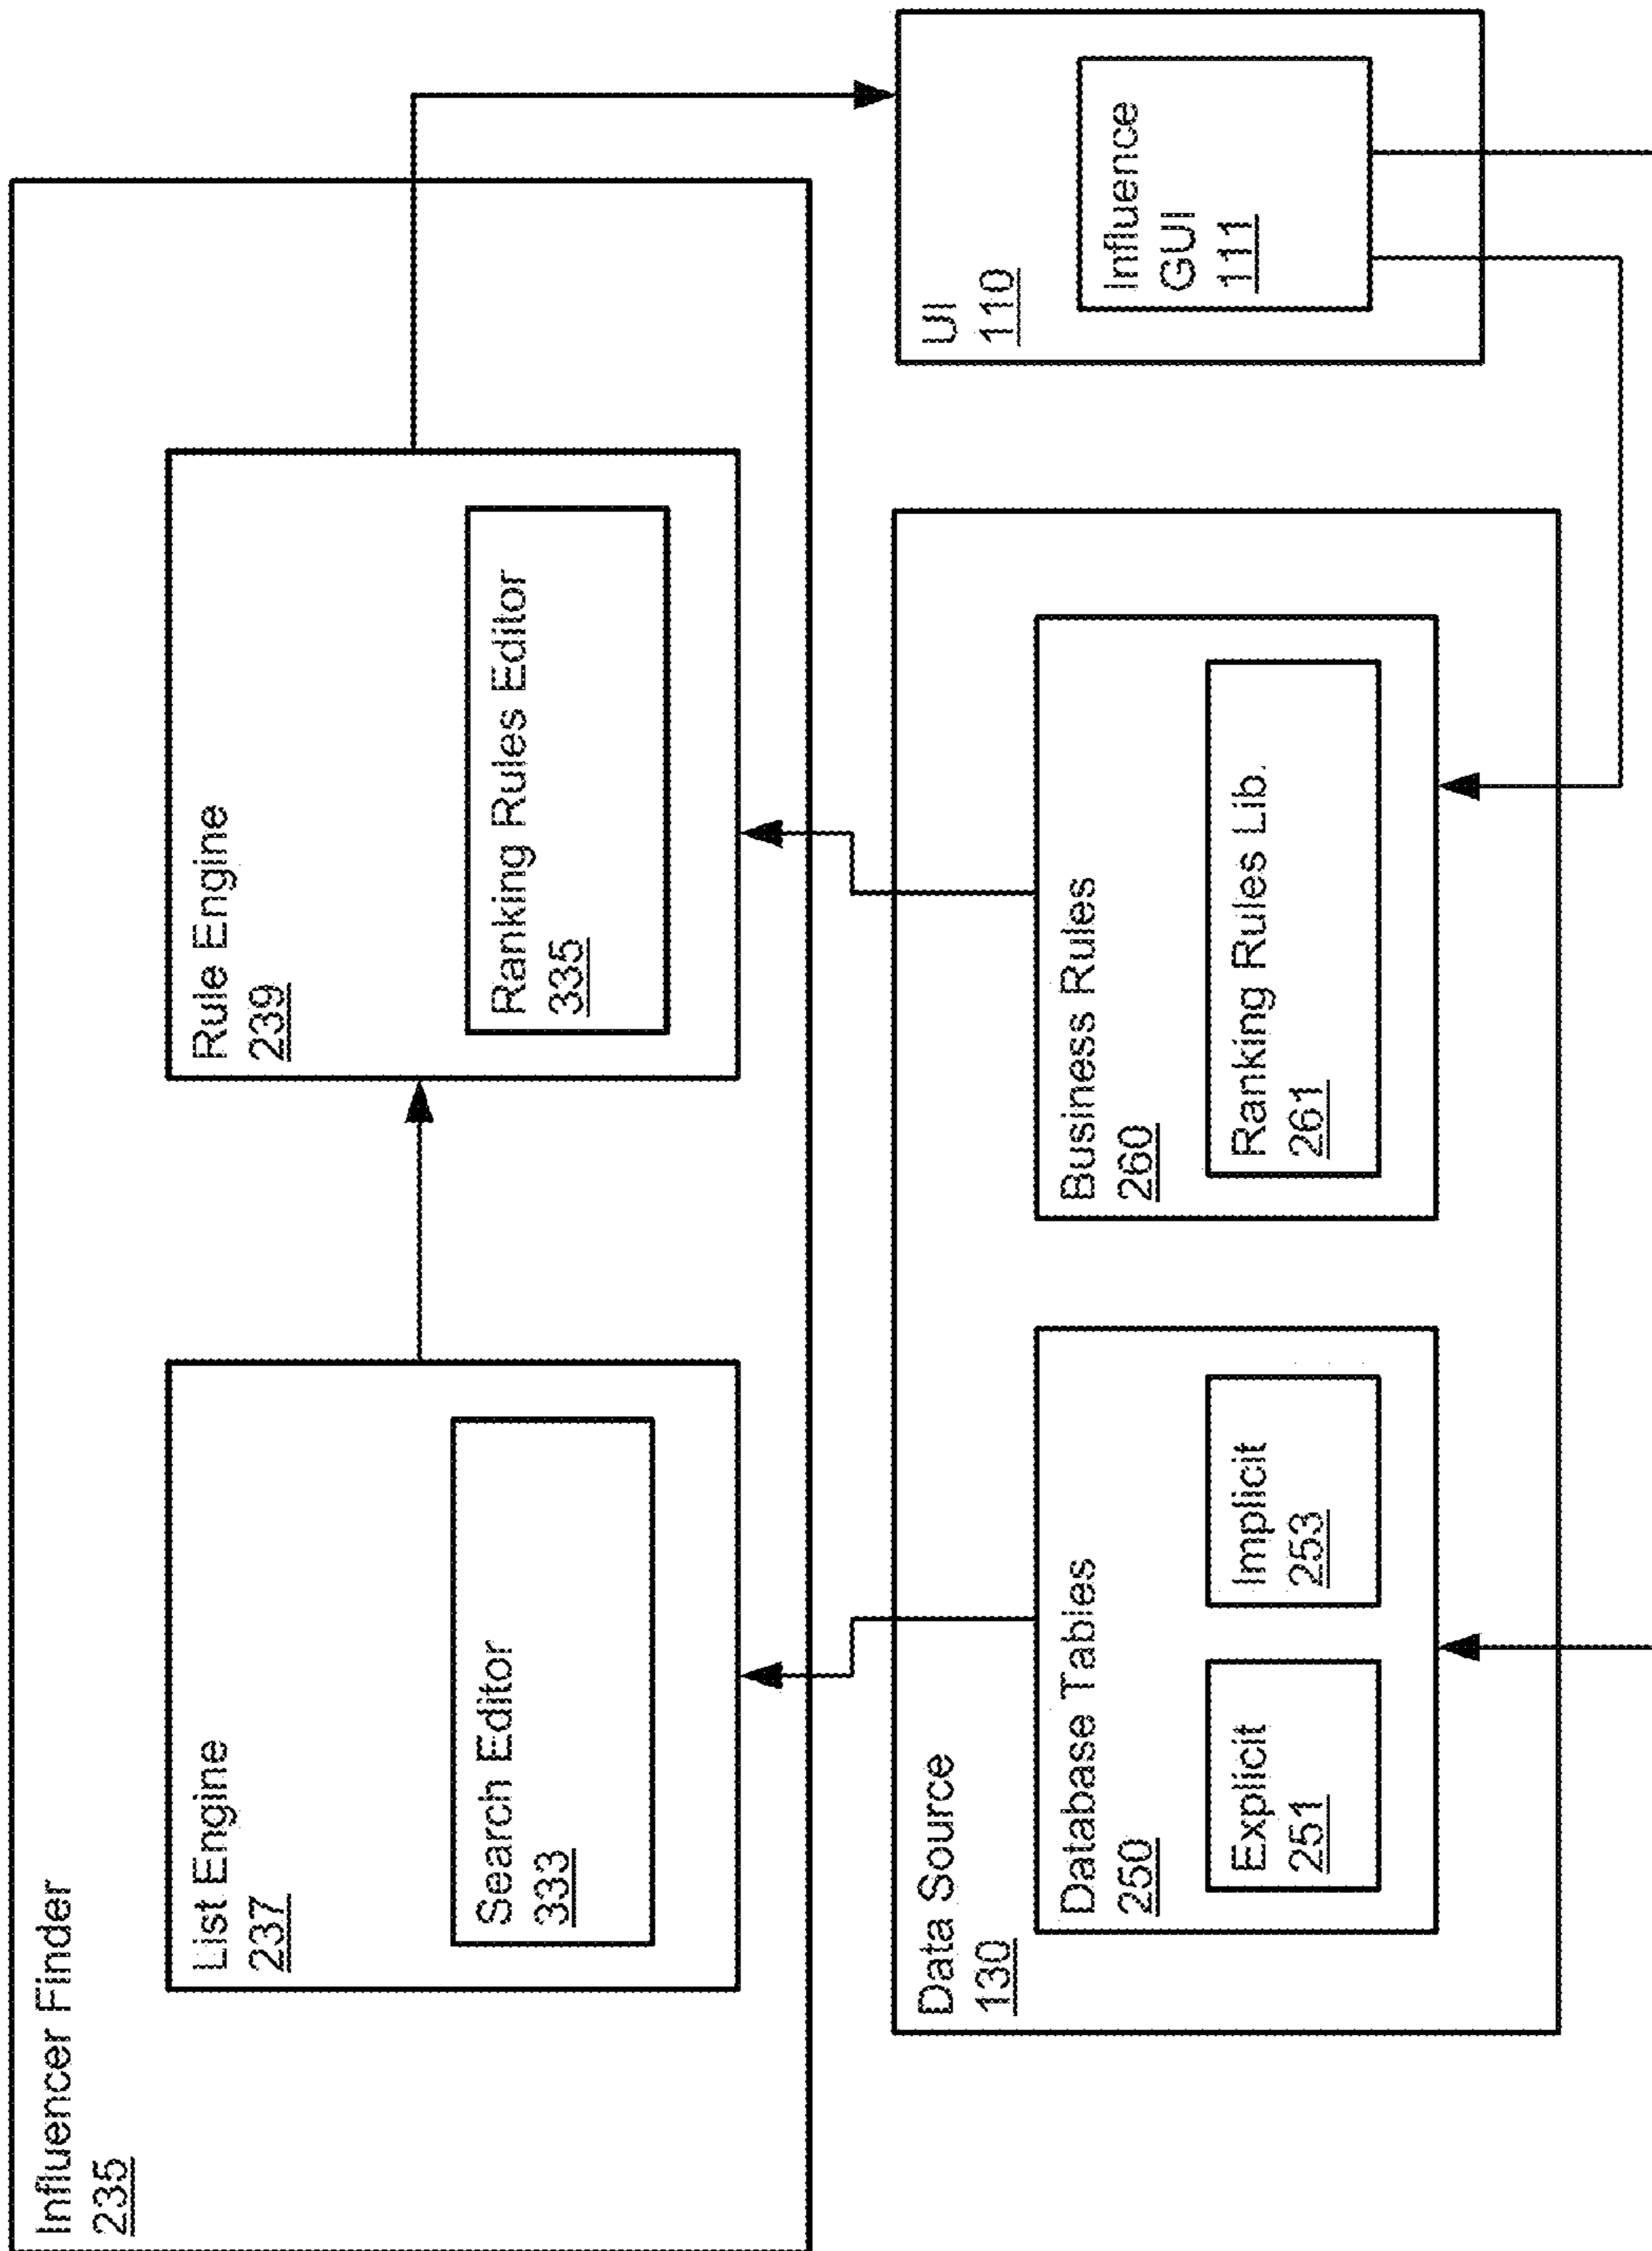 Influencer Finder
235
List Engine
237
Search Editor
333
Rule Engine
239
Ranking Rules Editor
335
Data Source
130
Database Tables
250
Explicit
251
Implicit
253
Business Rules
260
Ranking Rules Lib.
261
UI
110
Influence
GUI
111